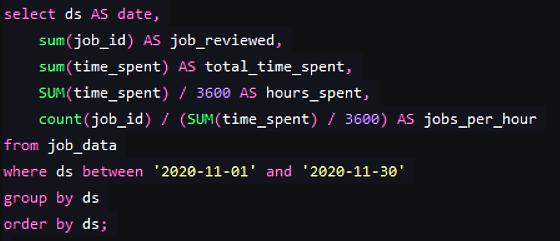 select ds AS date,
sum(job_id) AS job_reviewed,
sum(time_spent) AS total_time_spent,
SUM(time_spent) / 3600 AS hours_spent,
count(job_id) / (SUM(time_spent) / 3600) AS jobs_per_hour
from job_data
where ds between '2020-11-01' and '2020-11-30'
group by ds
order by ds;